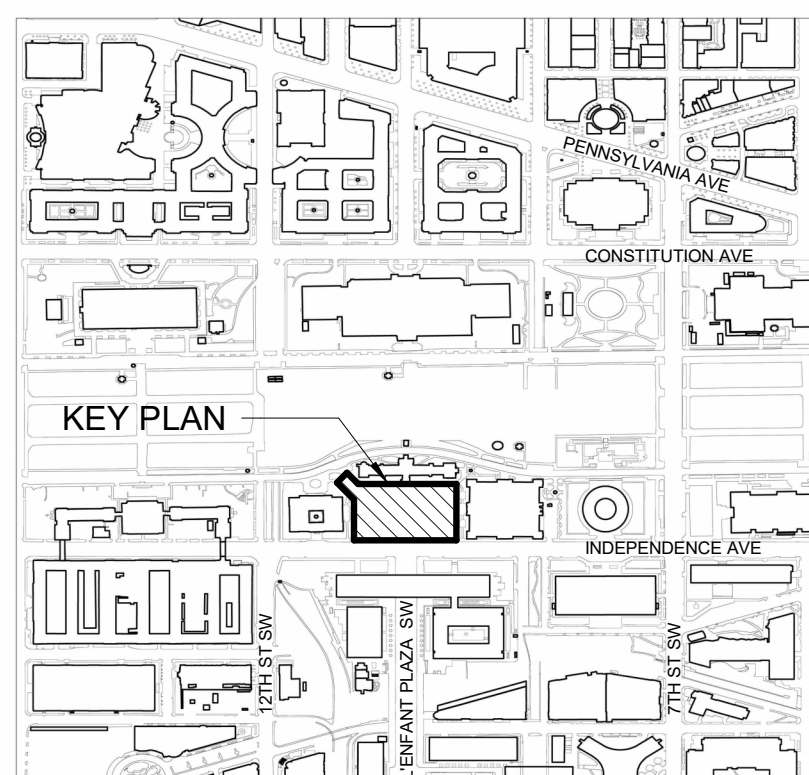 PENNSYLVANIA AVE
CONSTITUTION AVE
KEY PLAN
INDEPENDENCE AVE
12TH ST SW
'ENFANT PLAZA SW
7TH ST SW